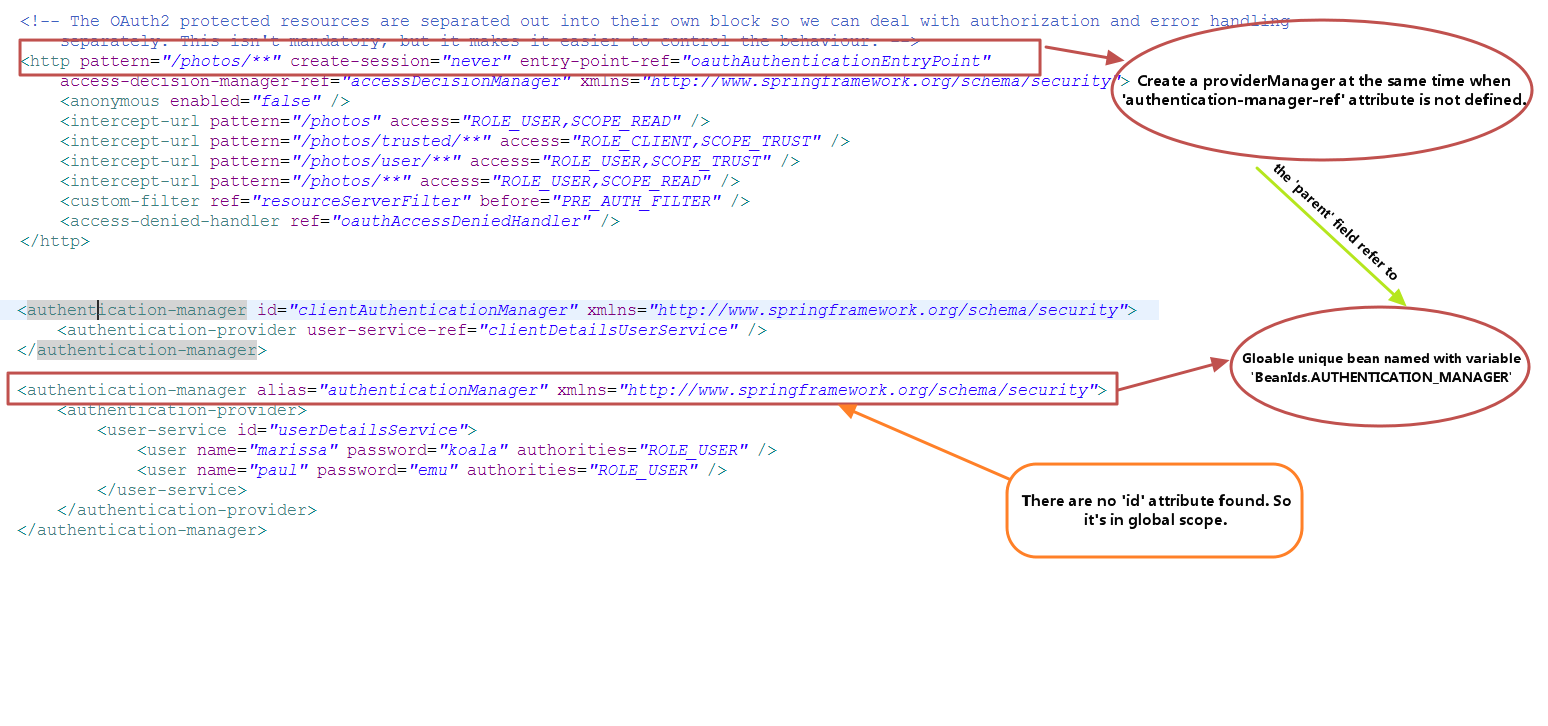 <!-- The OAuth2 protected resources are separated out into their own block so we can deal with authorization and error handling
separately. This isn't mandatory, but it makes it easier to control the behaviour. -->
<http pattern="/photos/**" create-session="never" entry-point-ref="oauthAuthenticationEntryPoint"
access-decision-manager-ref="accessDecisionManager" xmlns="http://www.springframework.org/schema/security">
<anonymous enabled="false" />
<intercept-url pattern="/photos" access="ROLE_USER,SCOPE_READ" />
<intercept-url pattern="/photos/trusted/**" access="ROLE_CLIENT,SCOPE_TRUST" />
<intercept-url pattern="/photos/user/**" access="ROLE_USER,SCOPE_TRUST" />
<intercept-url pattern="/photos/**" access="ROLE_USER,SCOPE_READ" />
<custom-filter ref="resourceServerFilter" before="PRE_AUTH_FILTER" />
<access-denied-handler ref="oauthAccessDeniedHandler" />
</http>
Create a providerManager at the same time when
'authentication-manager-ref' attribute is not defined.
the 'parent' field refer to
<authentication-manager id="clientAuthenticationManager" xmlns="http://www.springframework.org/schema/security">
<authentication-provider user-service-ref="clientDetailsUserService" />
</authentication-manager>
<authentication-manager alias="authenticationManager" xmlns="http://www.springframework.org/schema/security">
<authentication-provider>
<user-service id="userDetailsService">
<user name="marissa" password="koala" authorities="ROLE_USER" />
<user name="paul" password="emu" authorities="ROLE_USER" />
</user-service>
</authentication-provider>
</authentication-manager>
Gloable unique bean named with variable
'BeanIds.AUTHENTICATION_MANAGER'
There are no 'id' attribute found. So
it's in global scope.